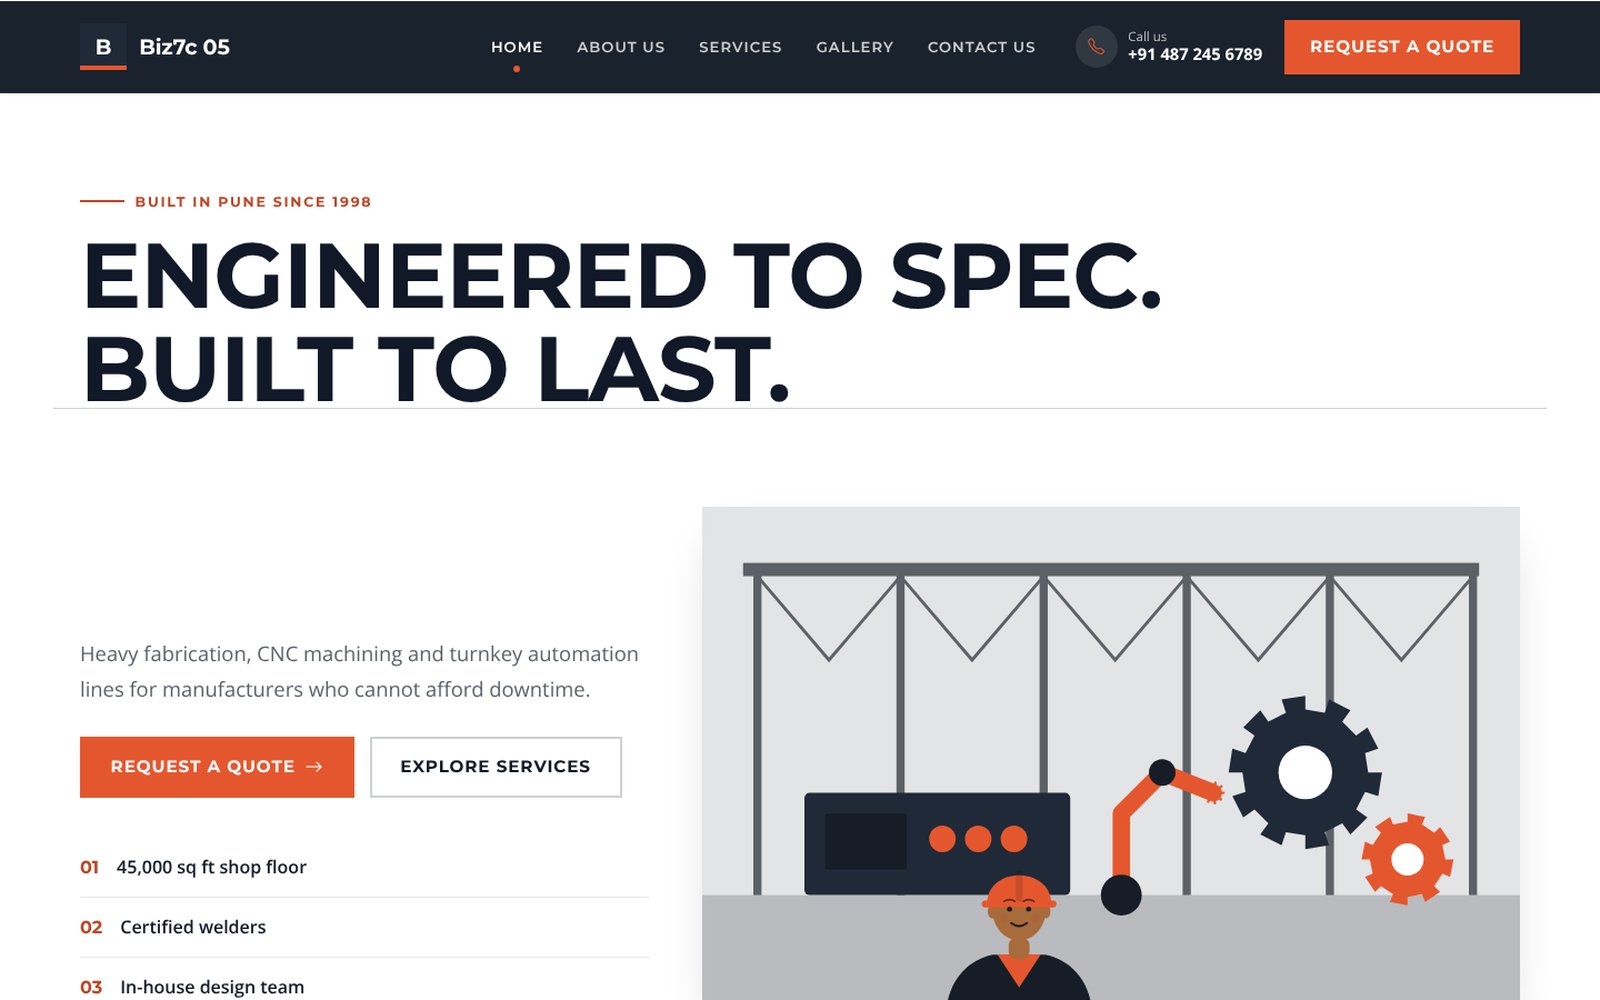 B
Biz7c 05
HOME
ABOUT US
SERVICES
GALLERY
CONTACT US
Call us
+91 487 245 6789
REQUEST A QUOTE
BUILT IN PUNE SINCE 1998
ENGINEERED TO SPEC.
BUILT TO LAST.
Heavy fabrication, CNC machining and turnkey automation
lines for manufacturers who cannot afford downtime.
REQUEST A QUOTE →
EXPLORE SERVICES
01 45,000 sq ft shop floor
02 Certified welders
03 In-house design team